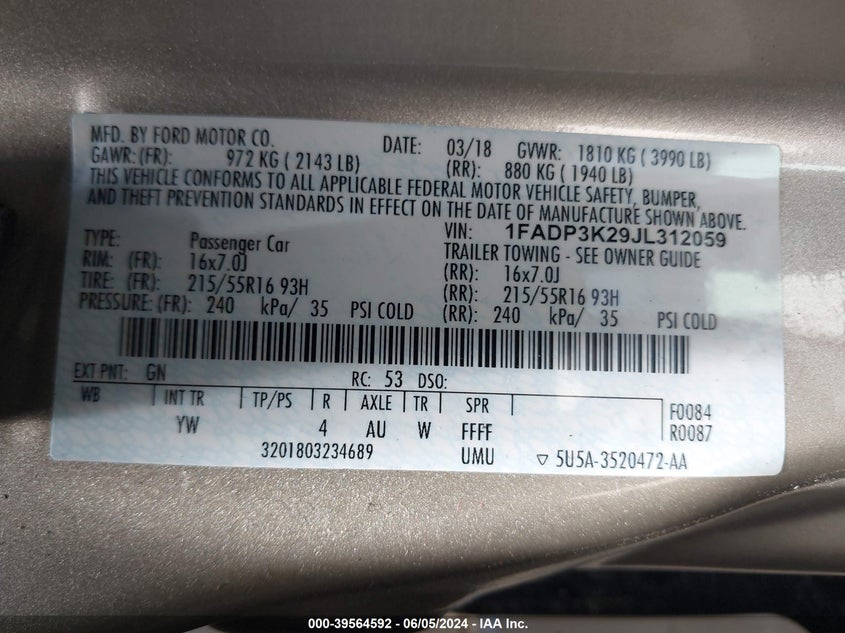 MFD. BY FORD MOTOR CO. DATE: 03/18 GVWR: 1810 KG ( 3990 LB)
GAWR: (FR): 972 KG ( 2143 LB) (RR): 880 KG ( 1940 LB)
THIS VEHICLE CONFORMS TO ALL APPLICABLE FEDERAL MOTOR VEHICLE SAFETY, BUMPER,
AND THEFT PREVENTION STANDARDS IN EFFECT ON THE DATE OF MANUFACTURE SHOWN ABOVE.
VIN: 1FADP3K29JL312059
TYPE: Passenger Car TRAILER TOWING - SEE OWNER GUIDE
RIM: (FR): 16x7.0J (RR): 16x7.0J
TIRE: (FR): 215/55R16 93H (RR): 215/55R16 93H
PRESSURE: (FR): 240 kPa/ 35 PSI COLD (RR): 240 kPa/ 35 PSI COLD
EXT PNT: GN RC: 53 DSO:
WB INT TR TP/PS R AXLE TR SPR F0084
YW 4 AU W FFFF R0087
3201803234689 UMU ▽ 5U5A-3520472-AA
000-39564592 - 06/05/2024 - IAA Inc.